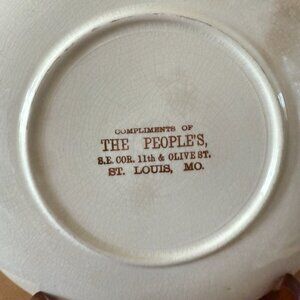 COMPLIMENTS OF
THE PEOPLE'S,
S.E. COR. 11th & OLIVE ST.
ST. LOUIS, MO.